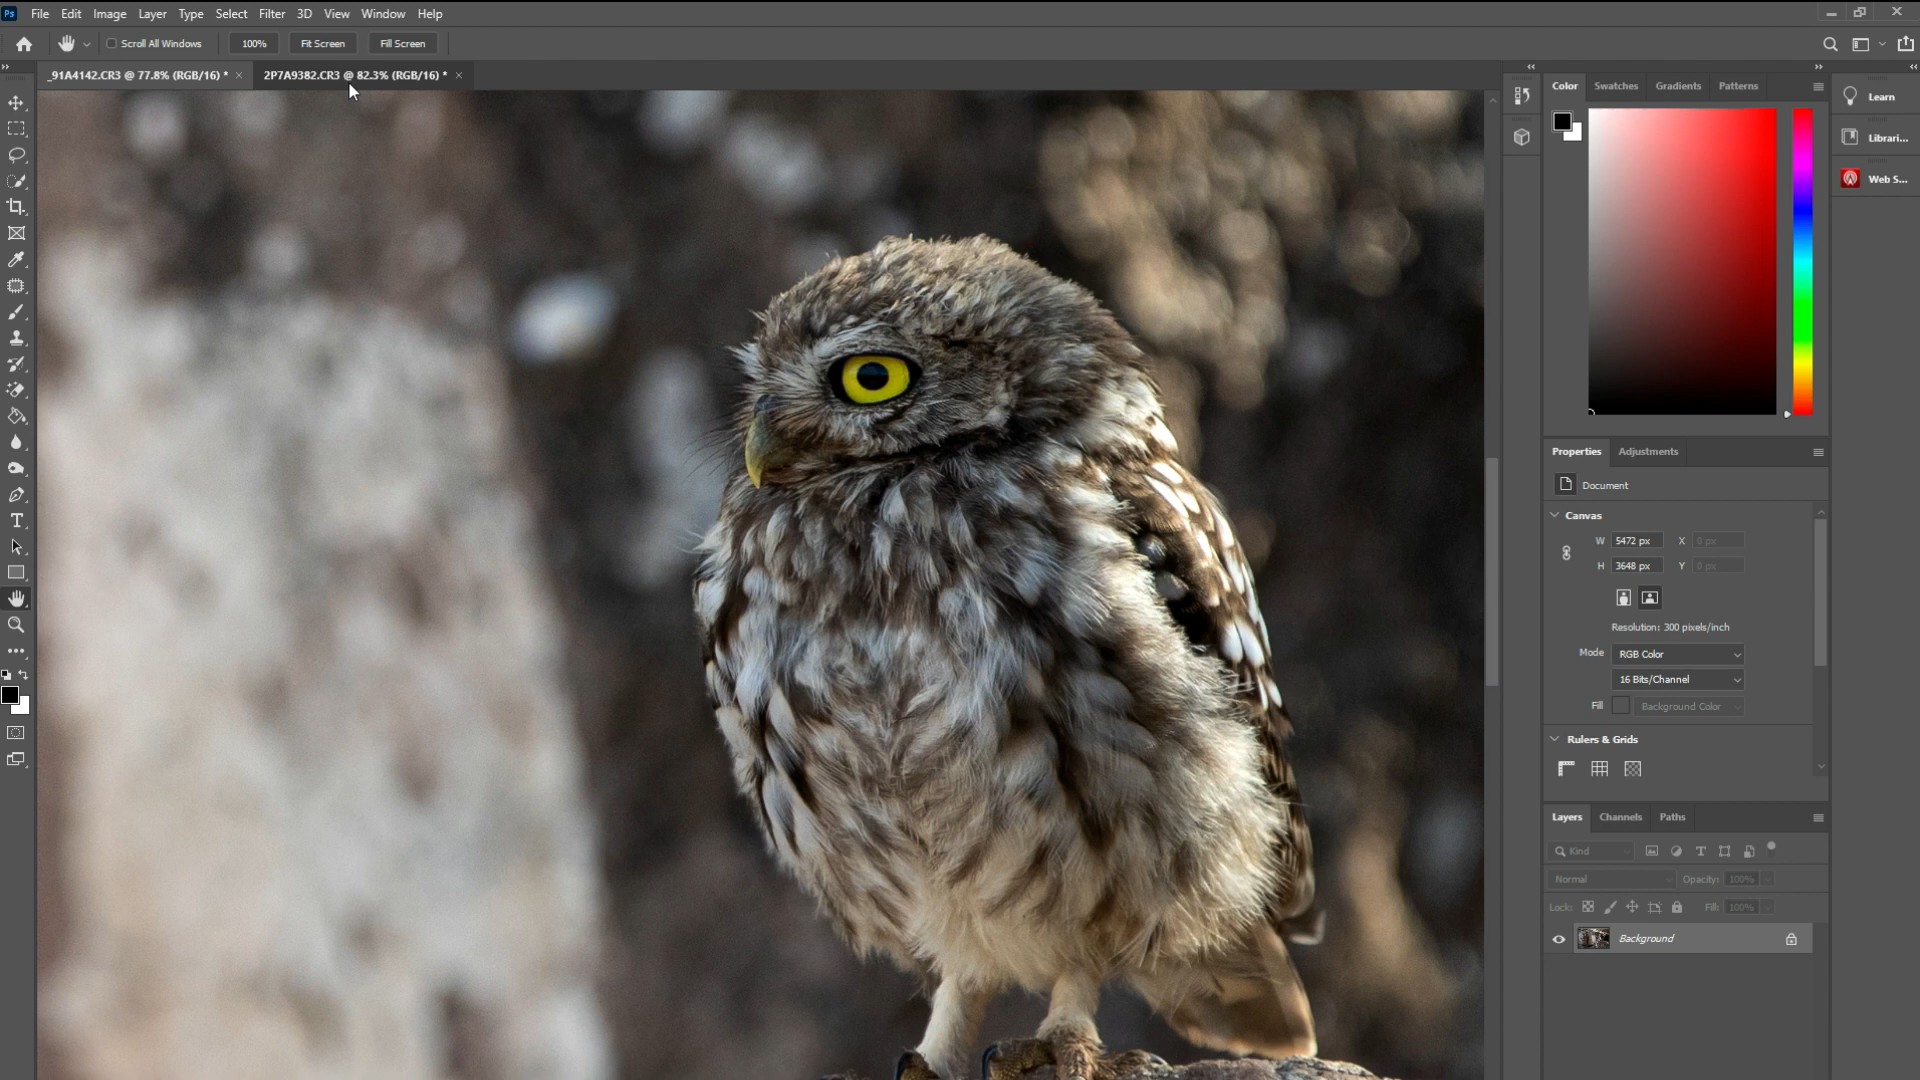 Ps File Edit Image Layer Type Select Filter 3D View Window Help
Scroll All Windows 100% Fit Screen Fill Screen
_91A4142.CR3 @ 77.8% (RGB/16) * × 2P7A9382.CR3 @ 82.3% (RGB/16) * ×
Color Swatches Gradients Patterns
Learn
Librari...
Web S...
Properties Adjustments
Document
Canvas
W 5472 px X 0 px
H 3648 px Y 0 px
Resolution: 300 pixels/inch
Mode RGB Color
16 Bits/Channel
Fill Background Color
Rulers & Grids
Layers Channels Paths
Kind
Normal Opacity: 100%
Lock: Fill: 100%
Background